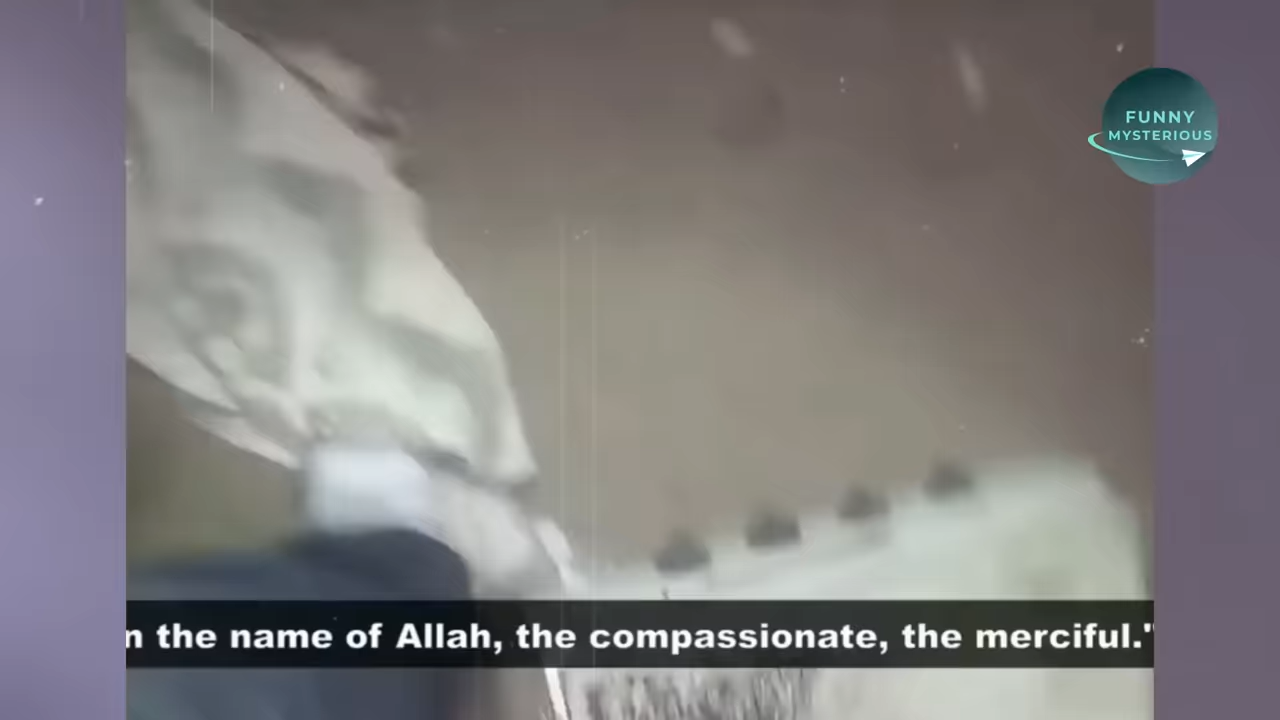 FUNNY
MYSTERIOUS
n the name of Allah, the compassionate, the merciful."